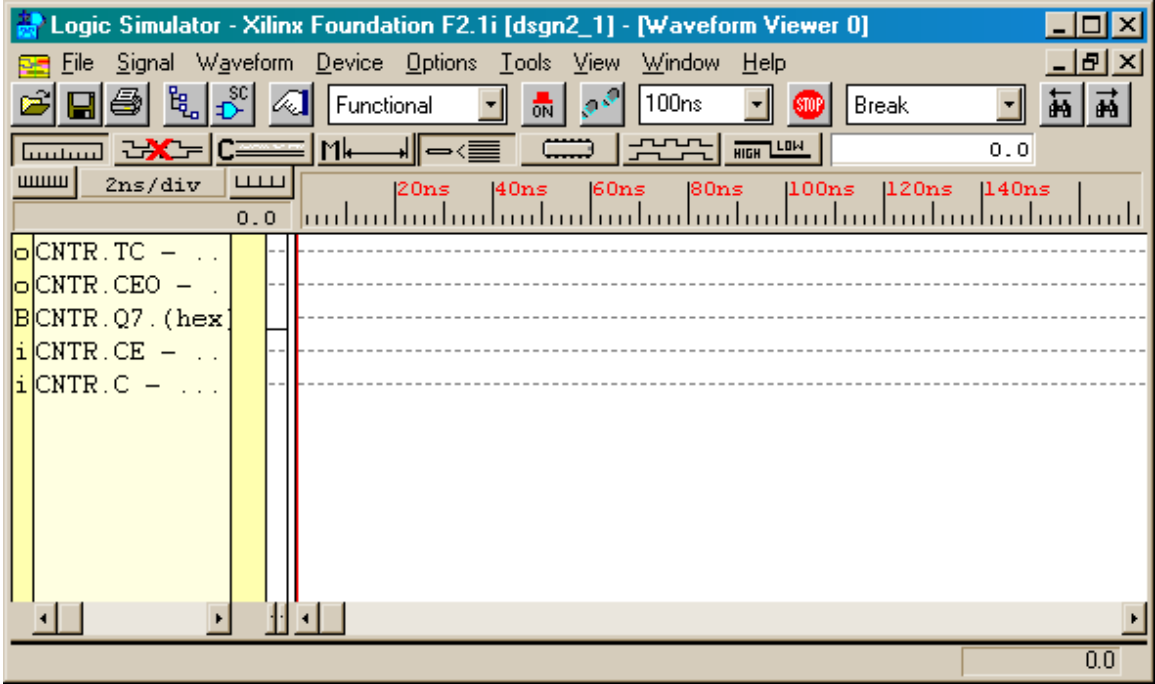 Logic Simulator - Xilinx Foundation F2.1i [dsgn2_1] - [Waveform Viewer 0]
File Signal Waveform Device Options Tools View Window Help
SC Functional ON 100ns STOP Break
C M HIGH LOW 0.0
2ns/div 20ns 40ns 60ns 80ns 100ns 120ns 140ns
0.0
o CNTR.TC – ..
o CNTR.CEO – .
B CNTR.Q7.(hex)
i CNTR.CE – ..
i CNTR.C – ...
0.0